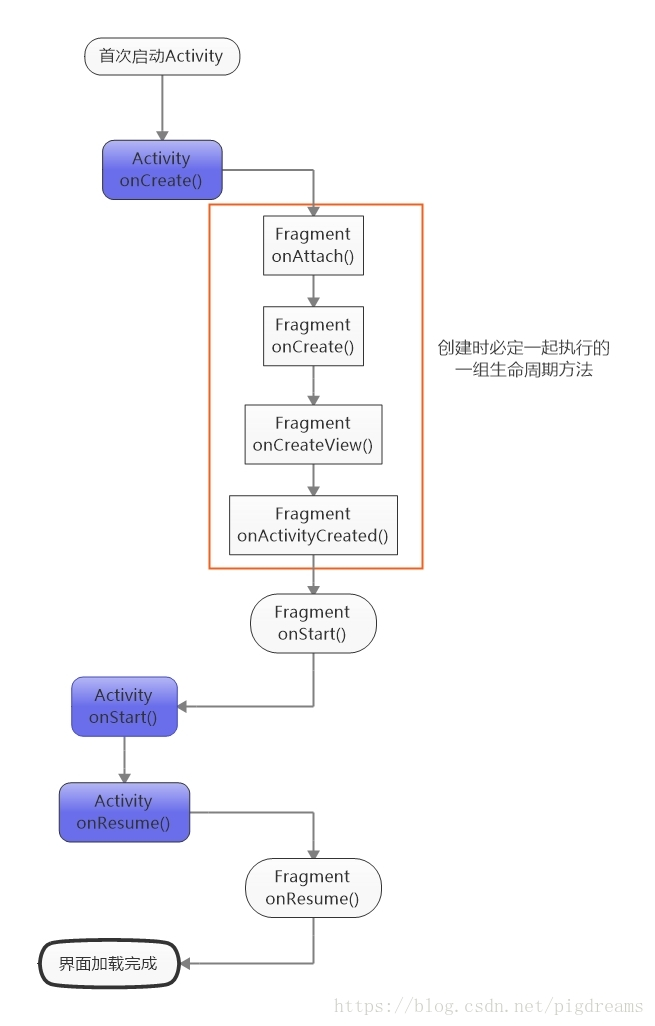 首次启动Activity
Activity
onCreate()
Fragment
onAttach()
Fragment
onCreate()
创建时必定一起执行的
一组生命周期方法
Fragment
onCreateView()
Fragment
onActivityCreated()
Fragment
onStart()
Activity
onStart()
Activity
onResume()
Fragment
onResume()
界面加载完成
https://blog.csdn.net/pigdreams